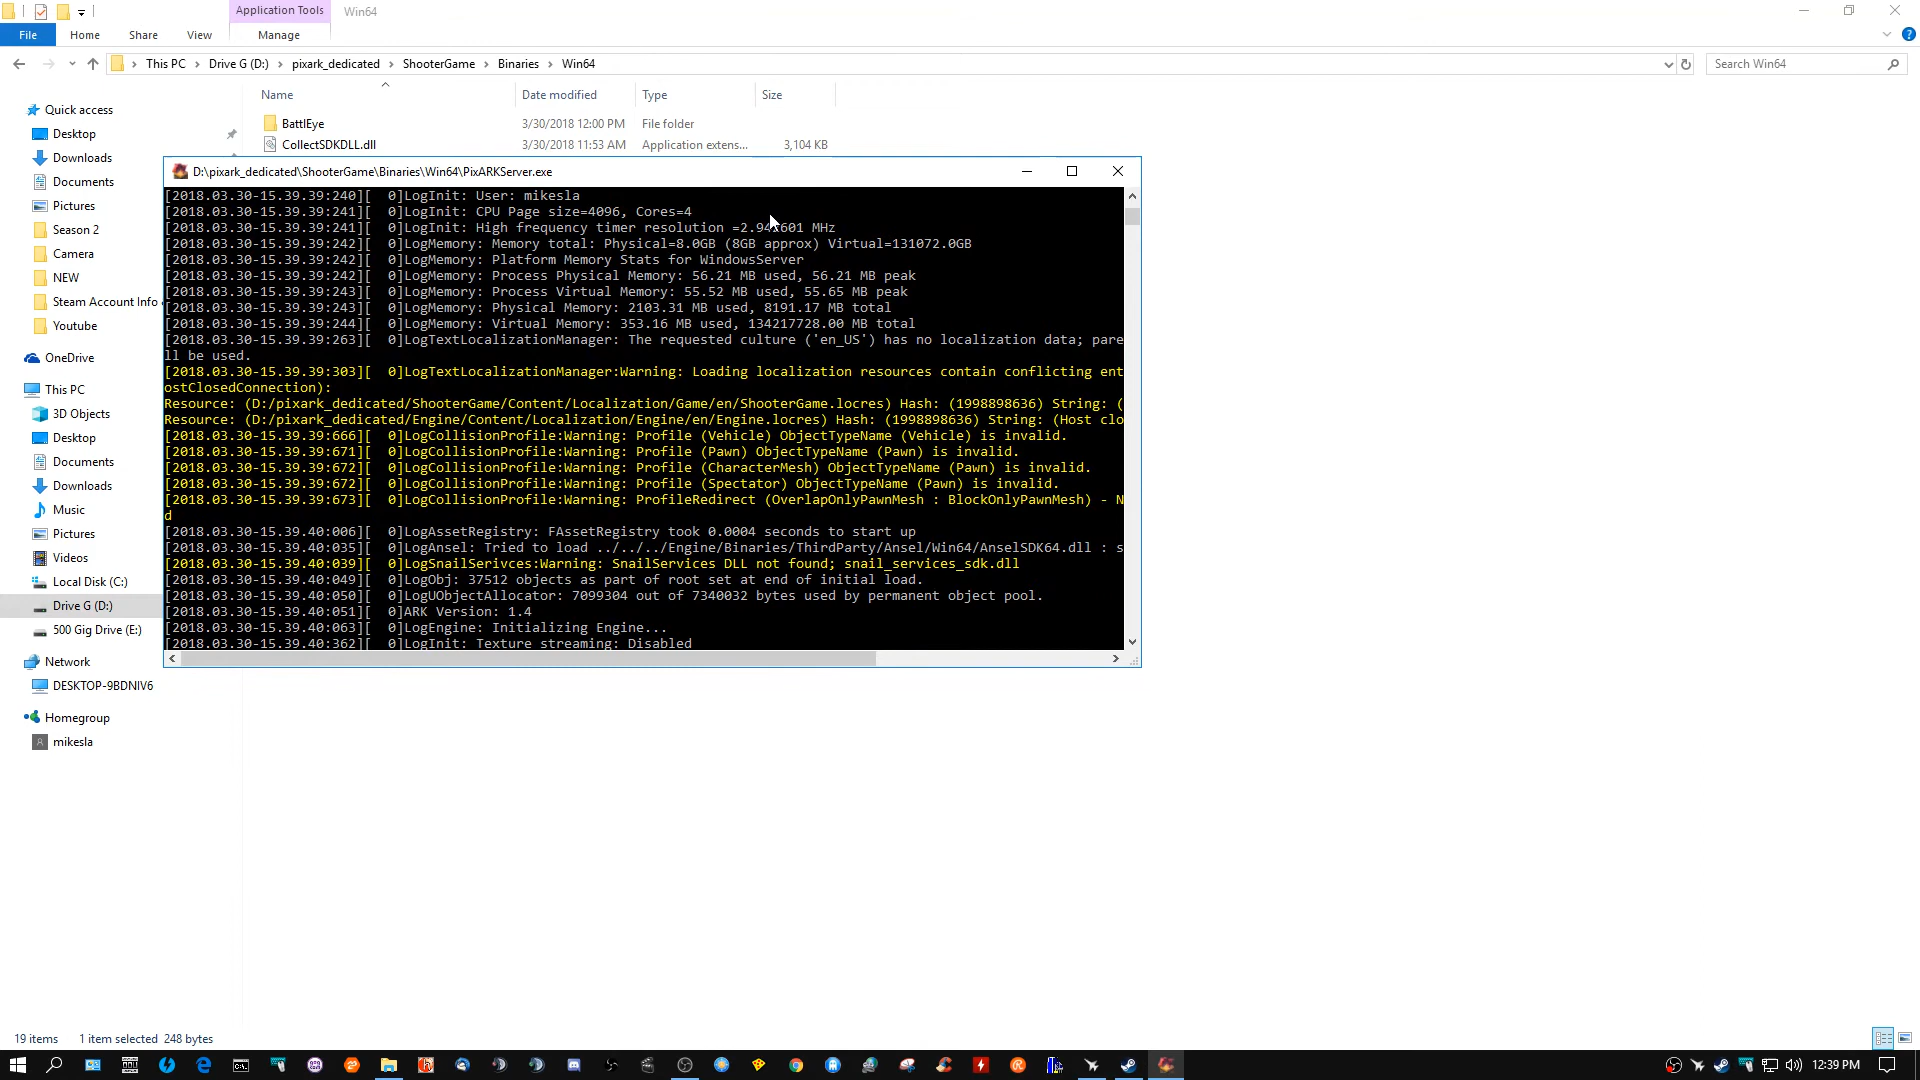 Application Tools
Win64
File
Home
Share
View
Manage
This PC
Drive G (D:)
pixark_dedicated
ShooterGame
Binaries
Win64
Search Win64
Name
Date modified
Type
Size
BattlEye
3/30/2018 12:00 PM
File folder
CollectSDKDLL.dll
3/30/2018 11:53 AM
Application extens...
3,104 KB
Quick access
Desktop
Downloads
Documents
Pictures
Season 2
Camera
NEW
Steam Account Info
Youtube
OneDrive
This PC
3D Objects
Desktop
Documents
Downloads
Music
Pictures
Videos
Local Disk (C:)
Drive G (D:)
500 Gig Drive (E:)
Network
DESKTOP-9BDNIV6
Homegroup
mikesla
D:\pixark_dedicated\ShooterGame\Binaries\Win64\PixARKServer.exe
[2018.03.30-15.39.39:240][  0]LogInit: User: mikesla
[2018.03.30-15.39.39:241][  0]LogInit: CPU Page size=4096, Cores=4
[2018.03.30-15.39.39:241][  0]LogInit: High frequency timer resolution MHz
[2018.03.30-15.39.39:242][  0]LogMemory: Memory total: Physical=8.0GB (8GB approx) Virtual=131072.0GB
[2018.03.30-15.39.39:242][  0]LogMemory: Platform Memory Stats for WindowsServer
[2018.03.30-15.39.39:242][  0]LogMemory: Process Physical Memory: 56.21 MB used, 56.21 MB peak
[2018.03.30-15.39.39:243][  0]LogMemory: Process Virtual Memory: 55.52 MB used, 55.65 MB peak
[2018.03.30-15.39.39:243][  0]LogMemory: Physical Memory: 2103.31 MB used, 8191.17 MB total
[2018.03.30-15.39.39:244][  0]LogMemory: Virtual Memory: 353.16 MB used, 134217728.00 MB total
[2018.03.30-15.39.39:263][  0]LogTextLocalizationManager: The requested culture ('en_US') has no localization data; pare
ll be used.
[2018.03.30-15.39.39:303][  0]LogTextLocalizationManager:Warning: Loading localization resources contain conflicting ent
ostClosedConnection):
Resource: (D:/pixark_dedicated/ShooterGame/Content/Localization/Game/en/ShooterGame.locres) Hash: (1998898636) String: (
Resource: (D:/pixark_dedicated/Engine/Content/Localization/Engine/en/Engine.locres) Hash: (1998898636) String: (Host clo
[2018.03.30-15.39.39:666][  0]LogCollisionProfile:Warning: Profile (Vehicle) ObjectTypeName (Vehicle) is invalid.
[2018.03.30-15.39.39:671][  0]LogCollisionProfile:Warning: Profile (Pawn) ObjectTypeName (Pawn) is invalid.
[2018.03.30-15.39.39:672][  0]LogCollisionProfile:Warning: Profile (CharacterMesh) ObjectTypeName (Pawn) is invalid.
[2018.03.30-15.39.39:672][  0]LogCollisionProfile:Warning: Profile (Spectator) ObjectTypeName (Pawn) is invalid.
[2018.03.30-15.39.39:673][  0]LogCollisionProfile:Warning: ProfileRedirect (OverlapOnlyPawnMesh : BlockOnlyPawnMesh) - N
d
[2018.03.30-15.39.40:006][  0]LogAssetRegistry: FAssetRegistry took 0.0004 seconds to start up
[2018.03.30-15.39.40:035][  0]LogAnsel: Tried to load ../../../Engine/Binaries/ThirdParty/Ansel/Win64/AnselSDK64.dll : s
[2018.03.30-15.39.40:039][  0]LogSnailSerivces:Warning: SnailServices DLL not found; snail_services_sdk.dll
[2018.03.30-15.39.40:049][  0]LogObj: 37512 objects as part of root set at end of initial load.
[2018.03.30-15.39.40:050][  0]LogUObjectAllocator: 7099304 out of 7340032 bytes used by permanent object pool.
[2018.03.30-15.39.40:051][  0]ARK Version: 1.4
[2018.03.30-15.39.40:063][  0]LogEngine: Initializing Engine...
[2018.03.30-15.39.40:362][  0]LogInit: Texture streaming: Disabled
19 items
1 item selected 248 bytes
12:39 PM